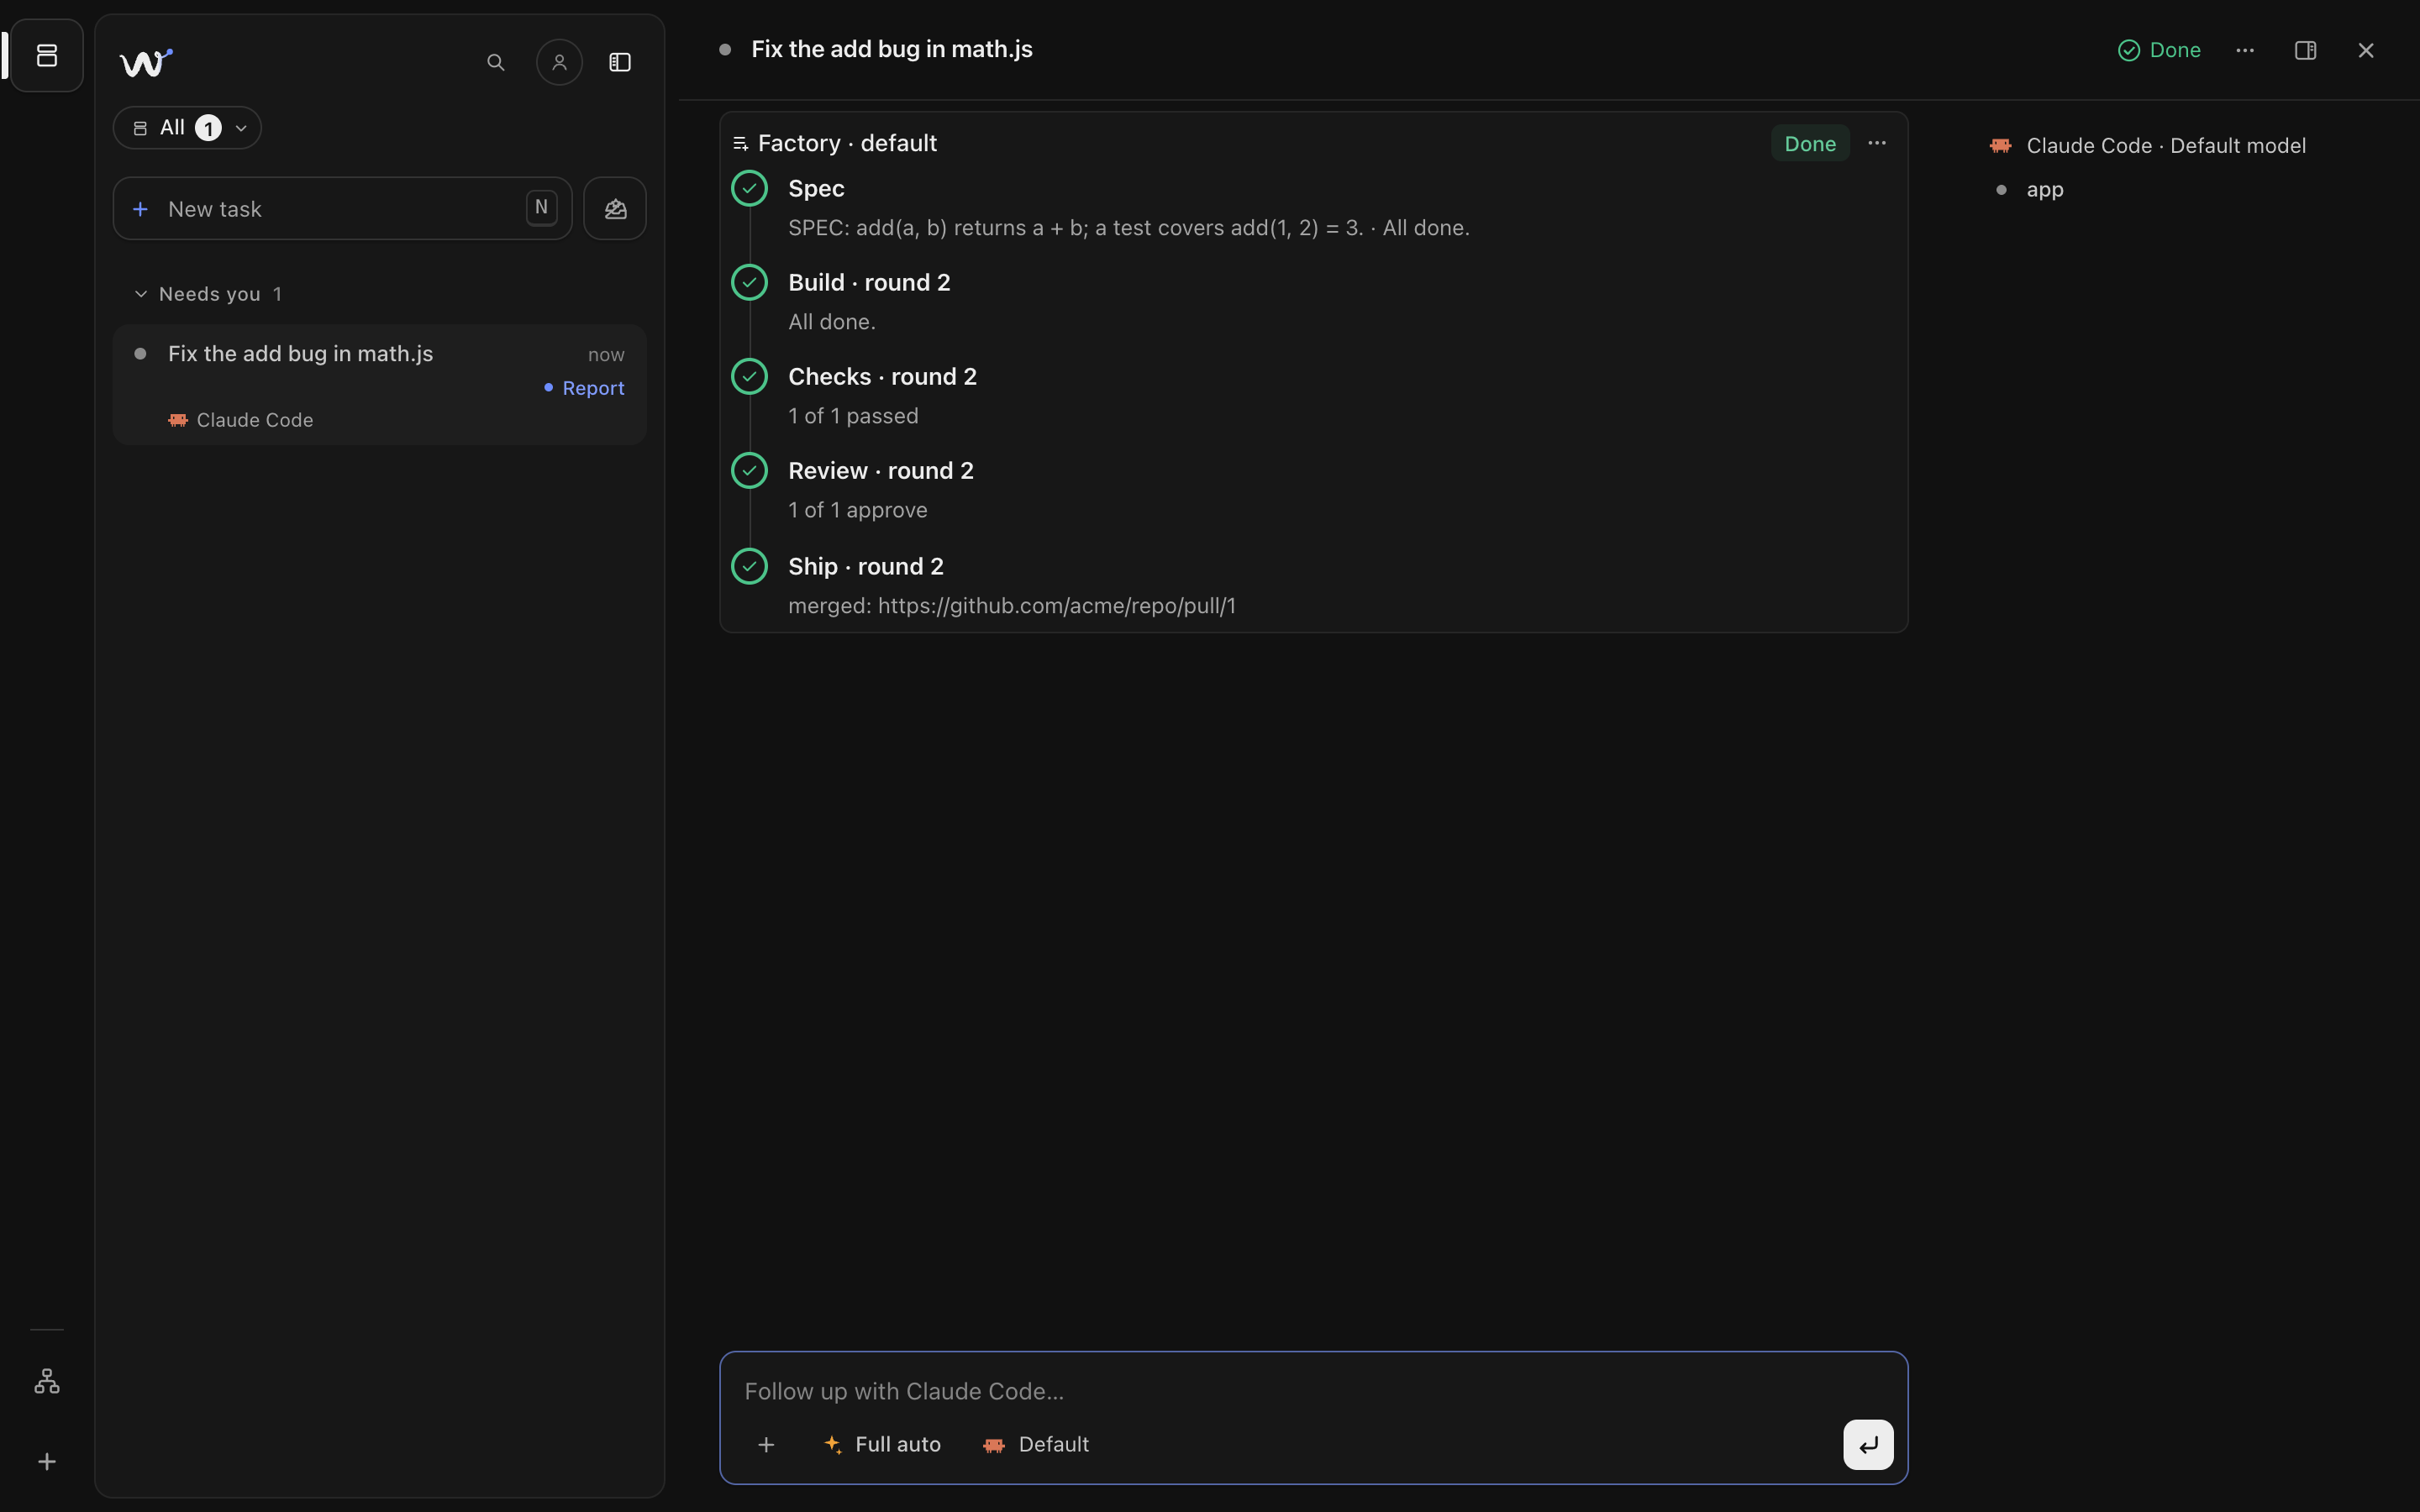 All 1
New task N
Needs you 1
Fix the add bug in math.js now
Report
Claude Code
Fix the add bug in math.js
Done
Factory · default
Done
Spec
SPEC: add(a, b) returns a + b; a test covers add(1, 2) = 3. · All done.
Build · round 2
All done.
Checks · round 2
1 of 1 passed
Review · round 2
1 of 1 approve
Ship · round 2
merged: https://github.com/acme/repo/pull/1
Claude Code · Default model
app
Follow up with Claude Code...
Full auto Default